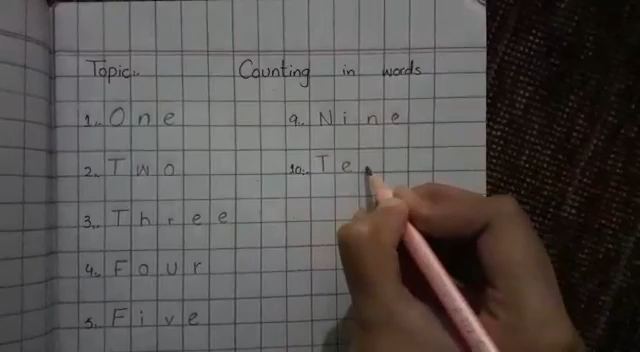 Topic:. Counting in words
1.. One
2.. Two
3.. Three
4.. Four
5.. Five
9.. Nine
10.. Te